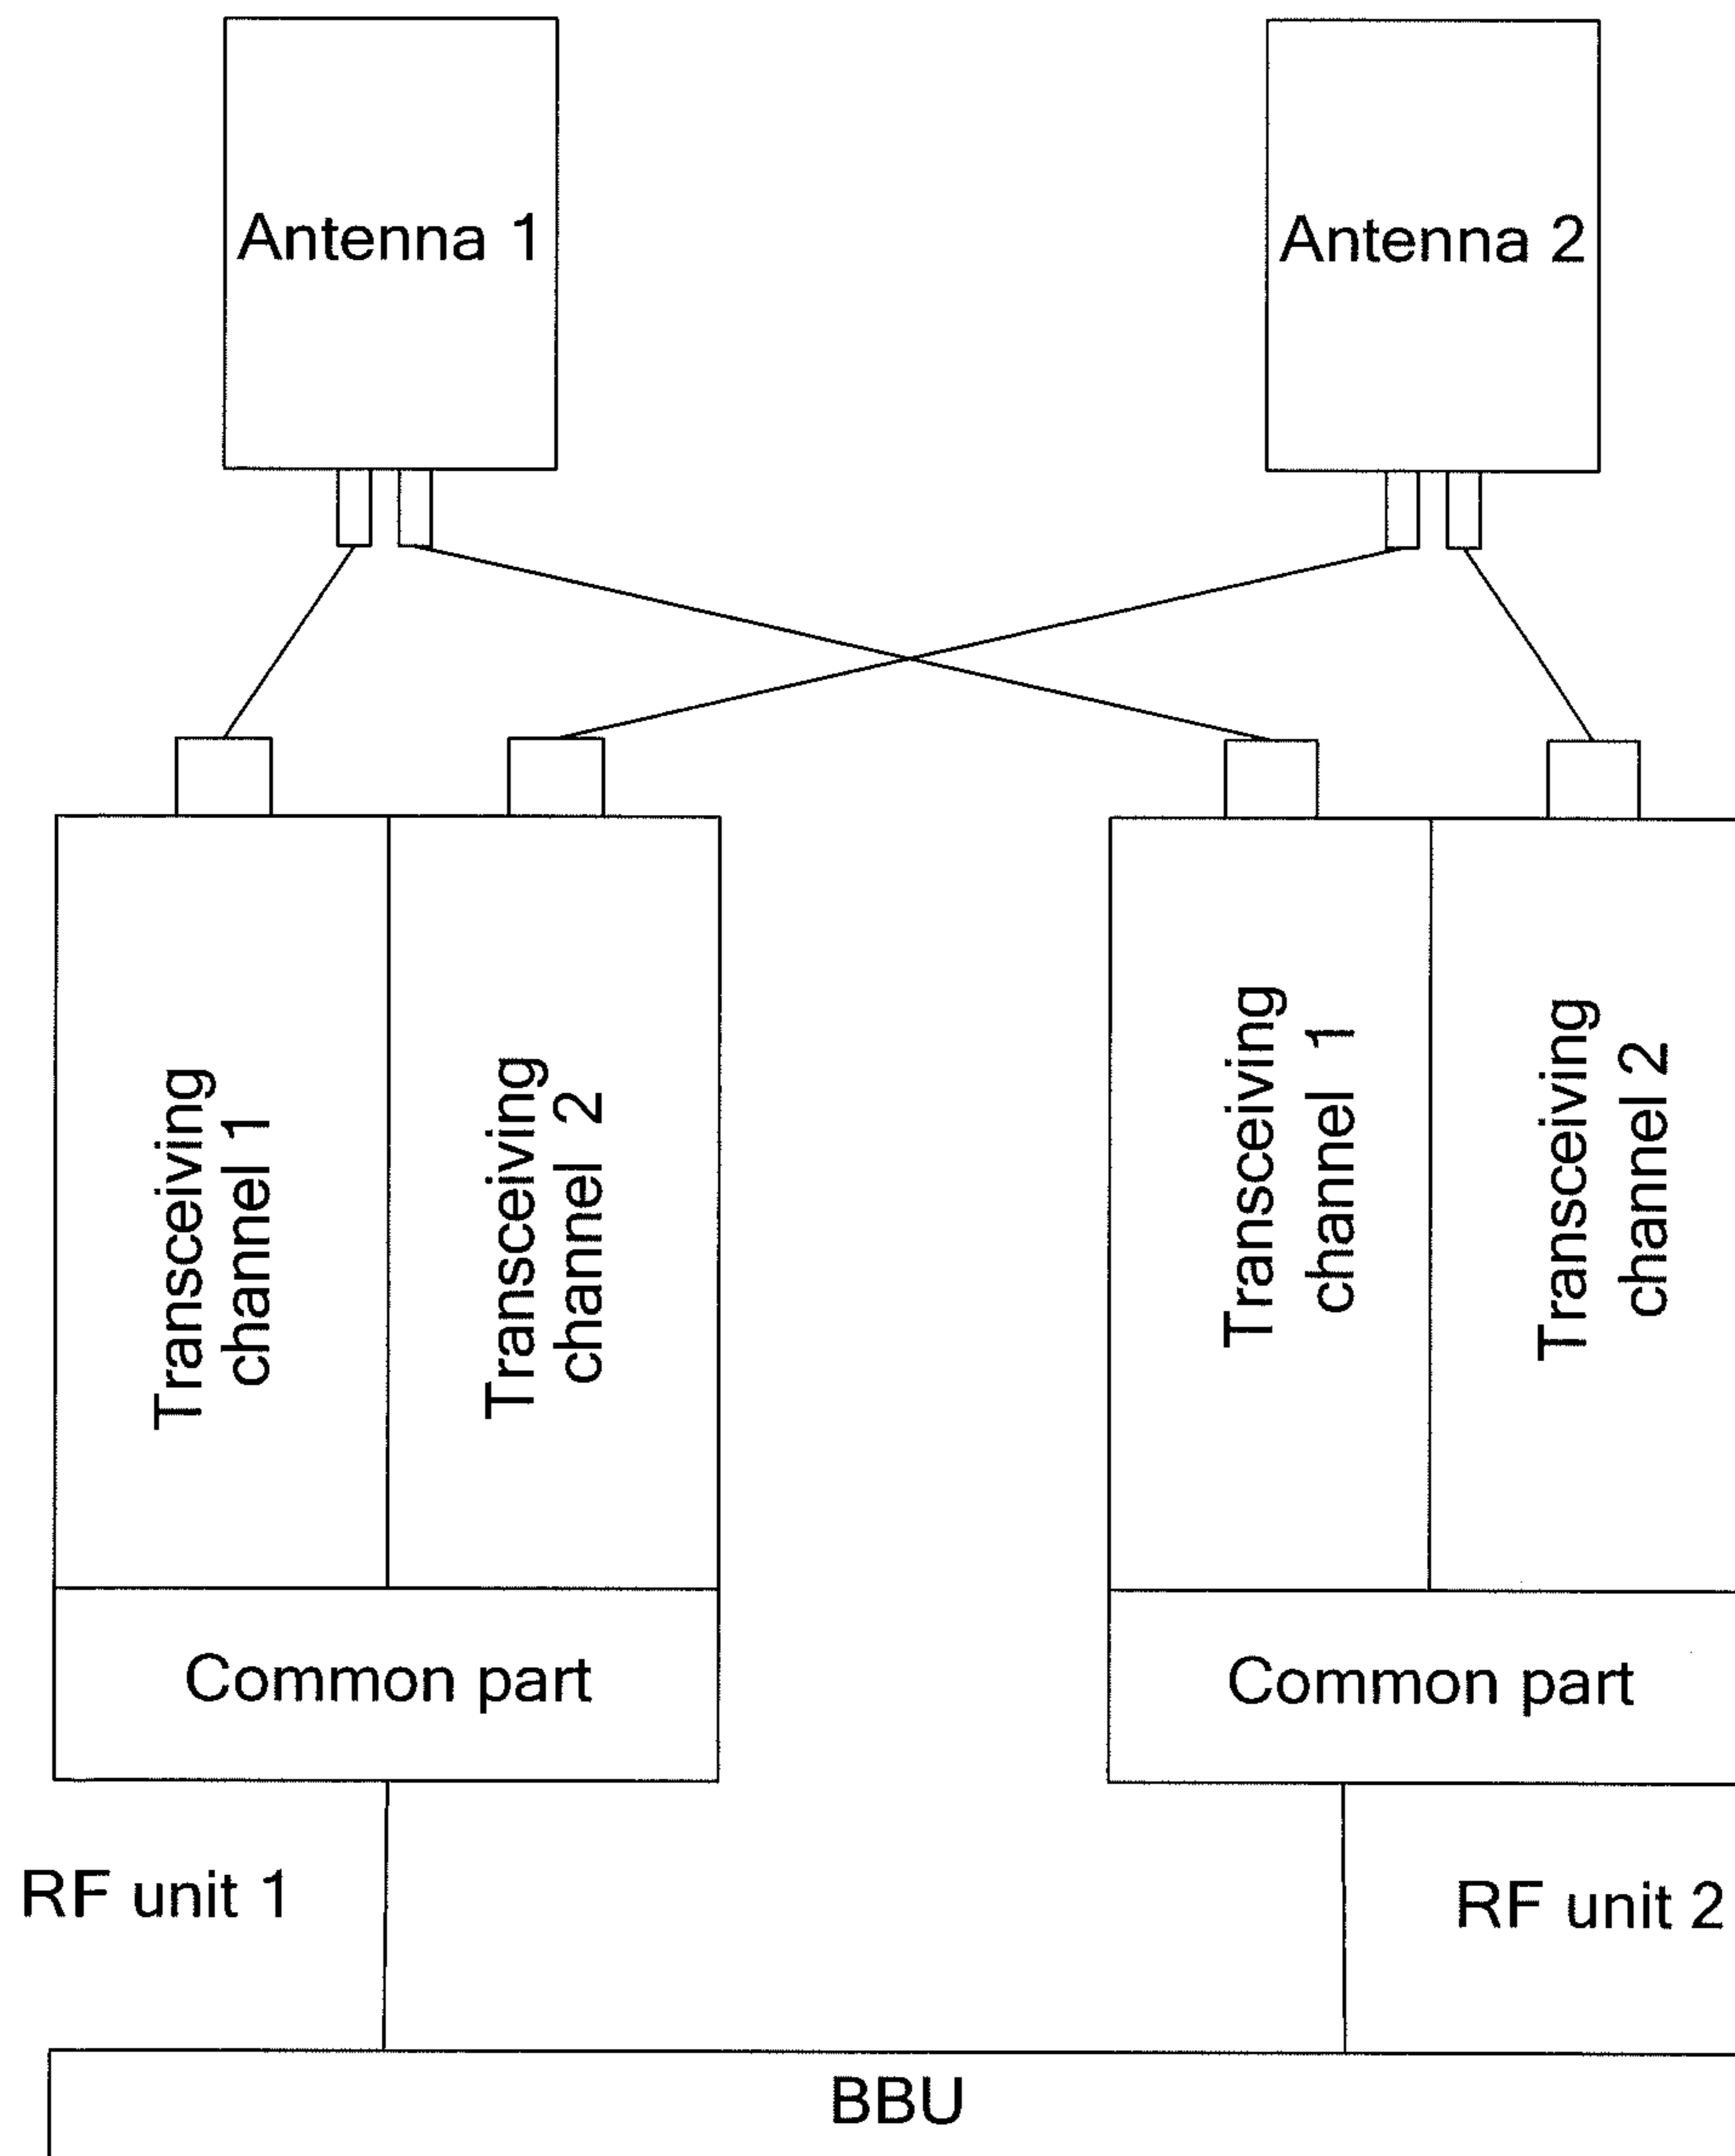 Antenna 1
Antenna 2
Transceiving
channel 1
Transceiving
channel 2
Transceiving
channel 1
Transceiving
channel 2
Common part
Common part
RF unit 1
RF unit 2
BBU